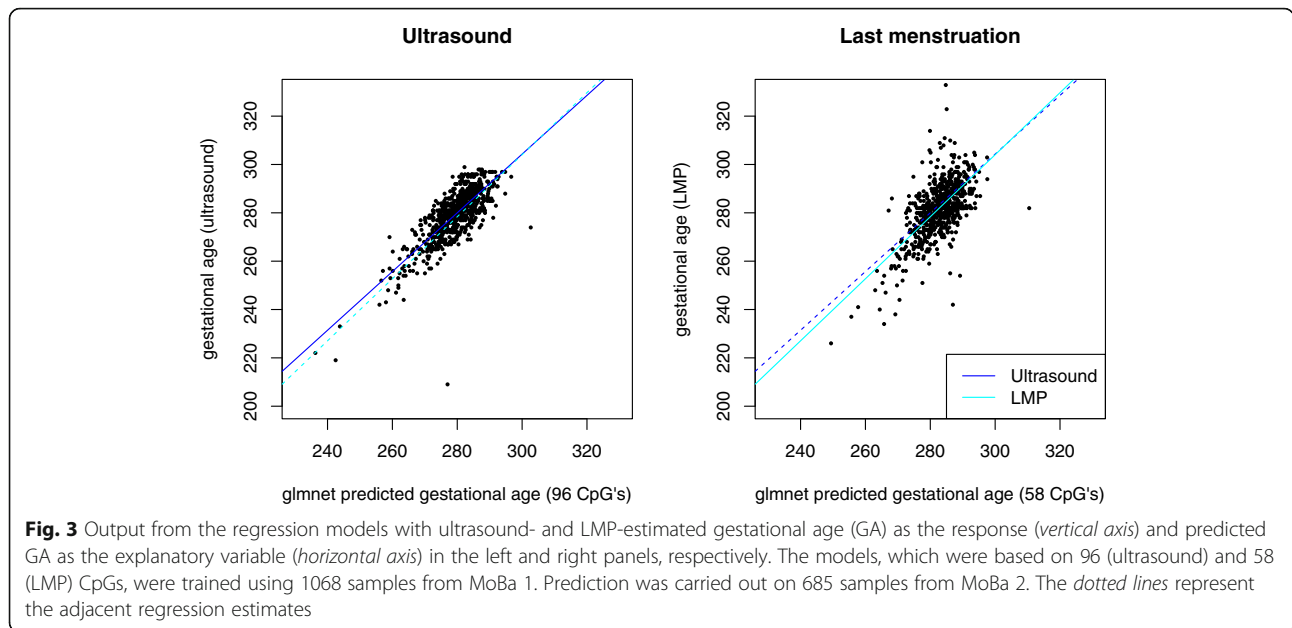 Ultrasound
Last menstruation
gestational age (ultrasound)
200 220 240 260 280 300 320
240 260 280 300 320
glmnet predicted gestational age (96 CpG's)
gestational age (LMP)
200 220 240 260 280 300 320
240 260 280 300 320
glmnet predicted gestational age (58 CpG's)
Ultrasound
LMP
Fig. 3 Output from the regression models with ultrasound- and LMP-estimated gestational age (GA) as the response (vertical axis) and predicted
GA as the explanatory variable (horizontal axis) in the left and right panels, respectively. The models, which were based on 96 (ultrasound) and 58
(LMP) CpGs, were trained using 1068 samples from MoBa 1. Prediction was carried out on 685 samples from MoBa 2. The dotted lines represent
the adjacent regression estimates